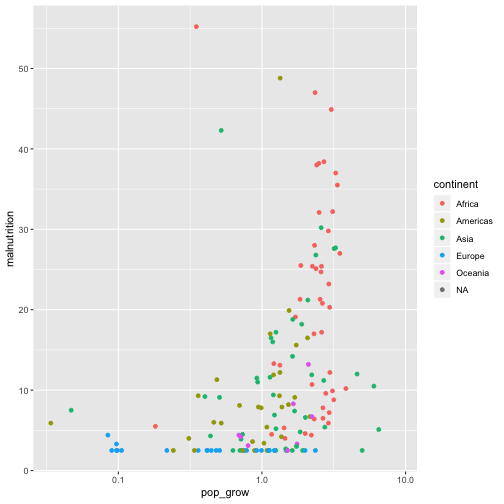 malnutrition
50
40
30
20
10
0
0.1
1.0
10.0
pop_grow
continent
Africa
Americas
Asia
Europe
Oceania
NA